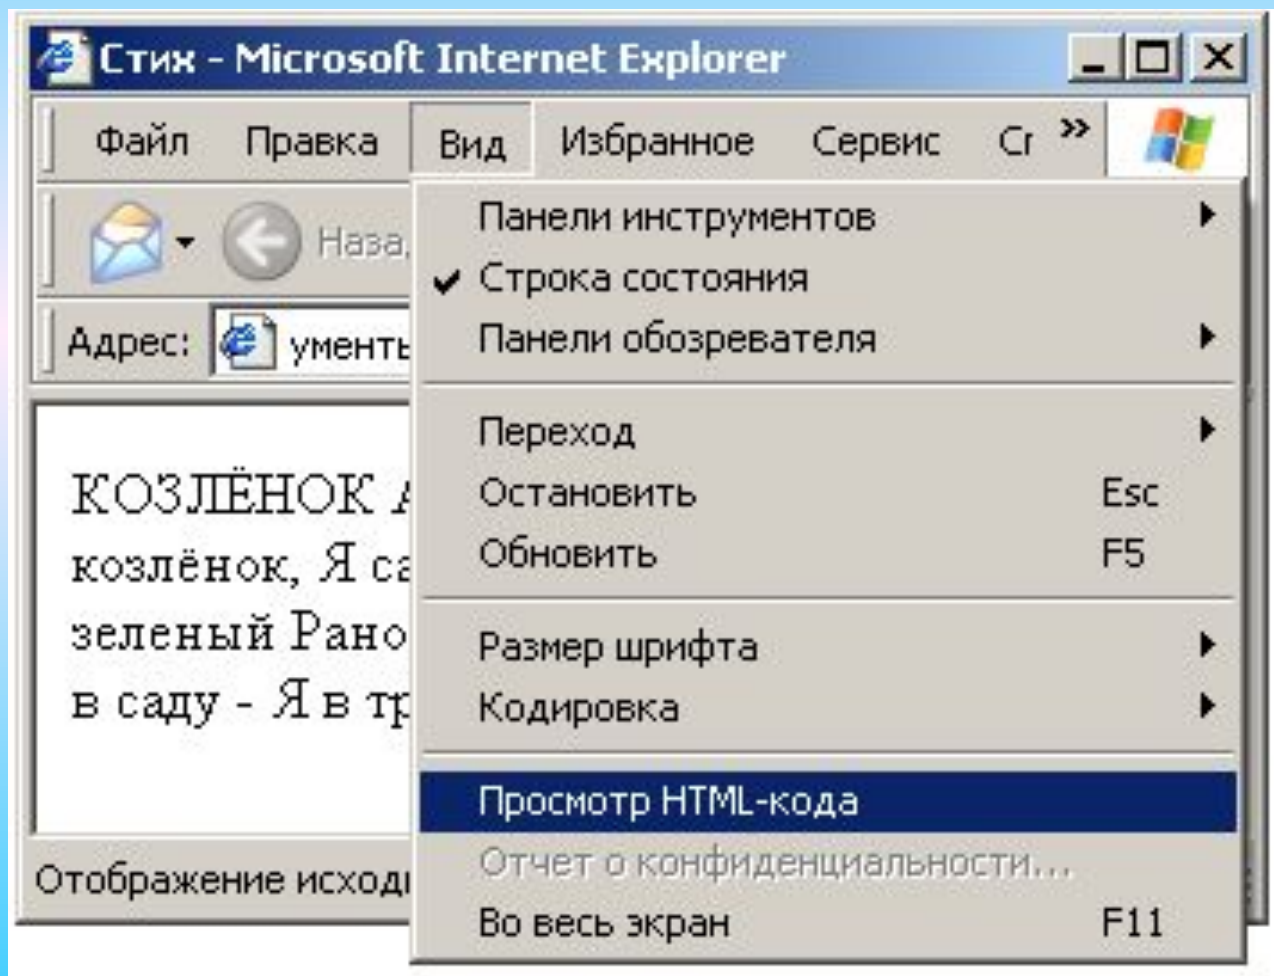 Стих - Microsoft Internet Explorer
Файл Правка Вид Избранное Сервис »
Адрес:
КОЗЛЁНОК
козлёнок, Я
зеленый Рано
в саду - Я в
Отображение
Панели инструментов
Строка состояния
Панели обозревателя
Переход
Остановить Esc
Обновить F5
Размер шрифта
Кодировка
Просмотр HTML-кода
Отчет о конфиденциальности...
Во весь экран F11